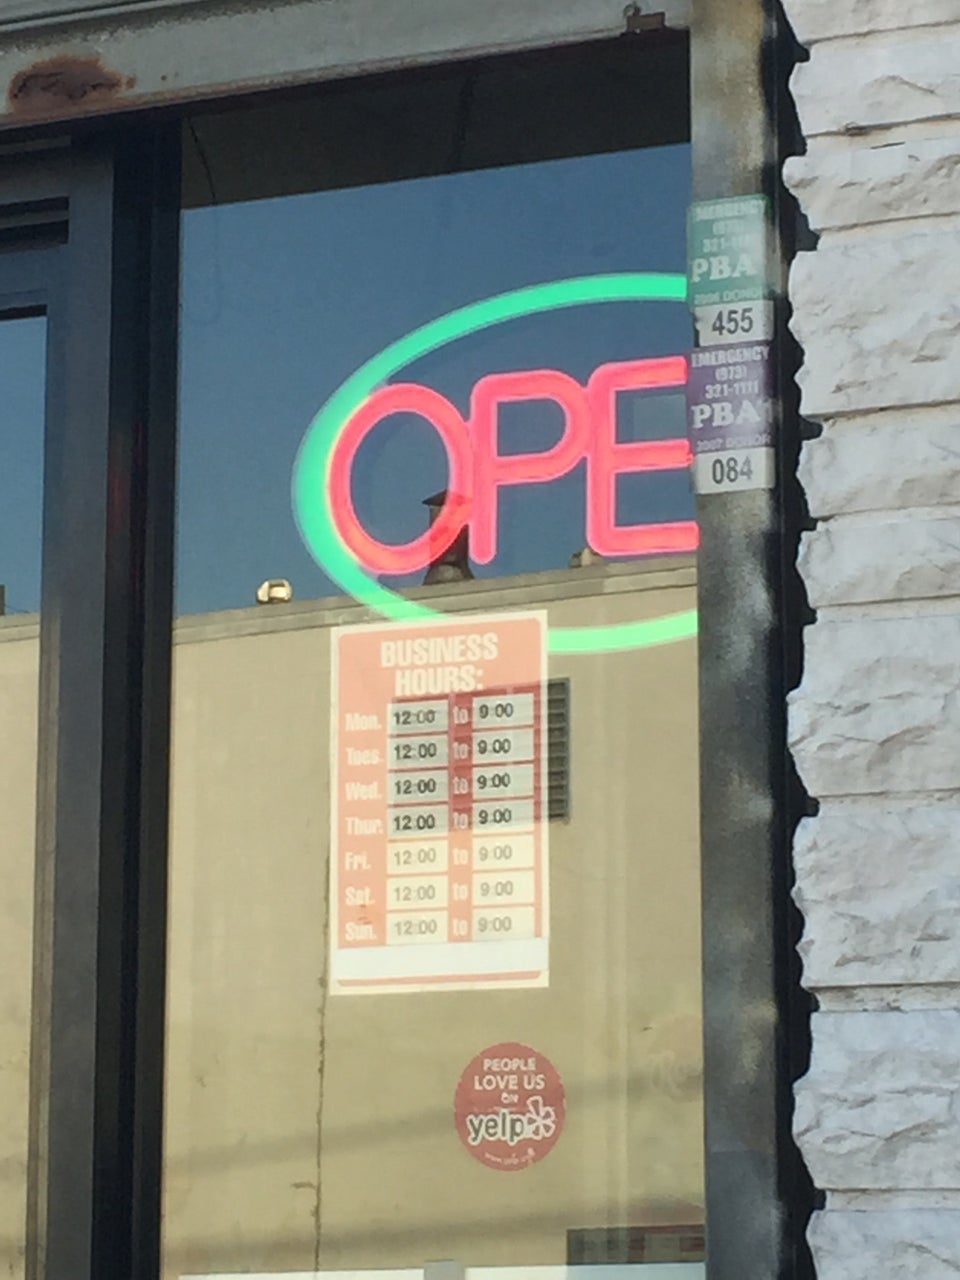 EMERGENCY
PBA
455
EMERGENCY
(973)
321-1111
PBA
2007 DONOR
084
OPE
BUSINESS
HOURS:
Mon. 12:00 to 9:00
Tues. 12:00 to 9:00
Wed. 12:00 to 9:00
Thur. 12:00 to 9:00
Fri. 12:00 to 9:00
Sat. 12:00 to 9:00
Sun. 12:00 to 9:00
PEOPLE
LOVE US
ON
yelp